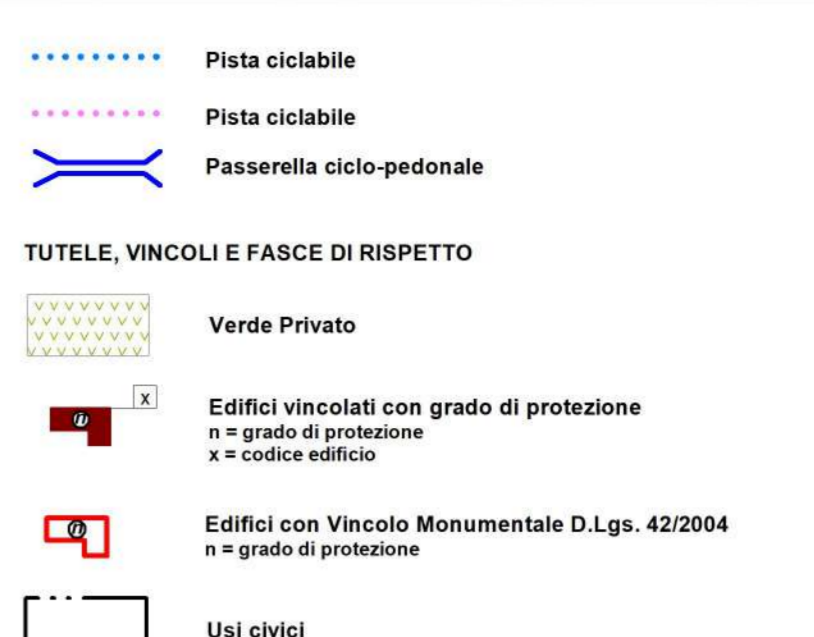 Pista ciclabile
Pista ciclabile
Passerella ciclo-pedonale
TUTELE, VINCOLI E FASCE DI RISPETTO
Verde Privato
x
n
Edifici vincolati con grado di protezione
n = grado di protezione
x = codice edificio
n
Edifici con Vincolo Monumentale D.Lgs. 42/2004
n = grado di protezione
Usi civici